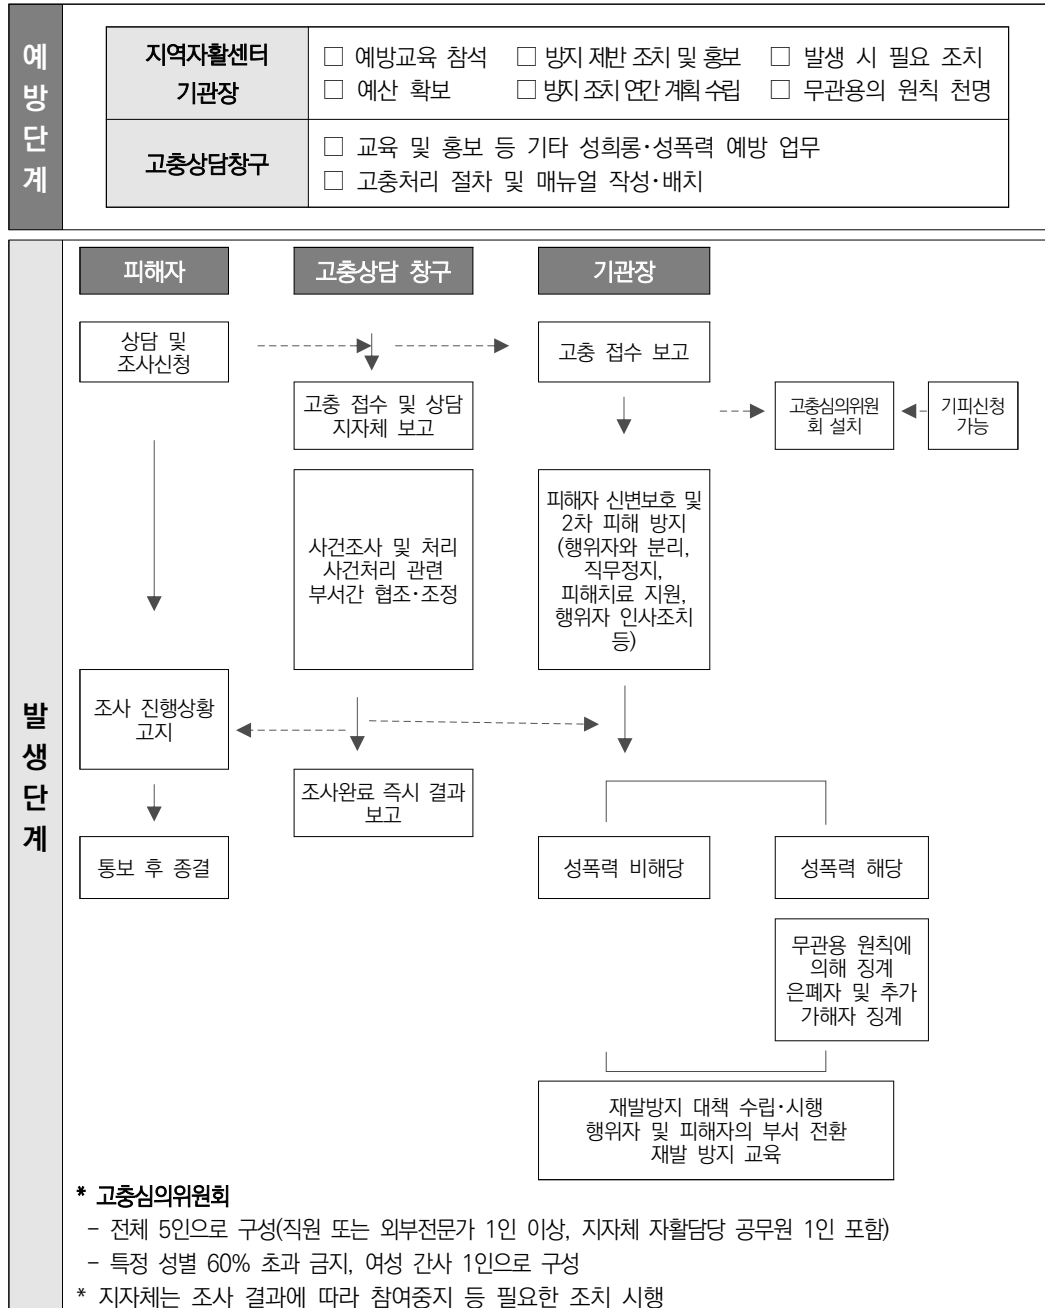 예방단계
지역자활센터
기관장
□ 예방교육 참석 □ 방지 제반 조치 및 홍보 □ 발생 시 필요 조치
□ 예산 확보 □ 방지 조치 연간 계획 수립 □ 무관용의 원칙 천명
고충상담창구
□ 교육 및 홍보 등 기타 성희롱·성폭력 예방 업무
□ 고충처리 절차 및 매뉴얼 작성·배치
발생단계
피해자
고충상담 창구
기관장
상담 및
조사신청
고충 접수 보고
고충 접수 및 상담
지자체 보고
고충심의위원
회 설치
기피신청
가능
사건조사 및 처리
사건처리 관련
부서간 협조·조정
피해자 신변보호 및
2차 피해 방지
(행위자와 분리,
직무정지,
피해치료 지원,
행위자 인사조치
등)
조사 진행상황
고지
조사완료 즉시 결과
보고
통보 후 종결
성폭력 비해당
성폭력 해당
무관용 원칙에
의해 징계
은폐자 및 추가
가해자 징계
재발방지 대책 수립·시행
행위자 및 피해자의 부서 전환
재발 방지 교육
* 고충심의위원회
- 전체 5인으로 구성(직원 또는 외부전문가 1인 이상, 지자체 자활담당 공무원 1인 포함)
- 특정 성별 60% 초과 금지, 여성 간사 1인으로 구성
* 지자체는 조사 결과에 따라 참여중지 등 필요한 조치 시행